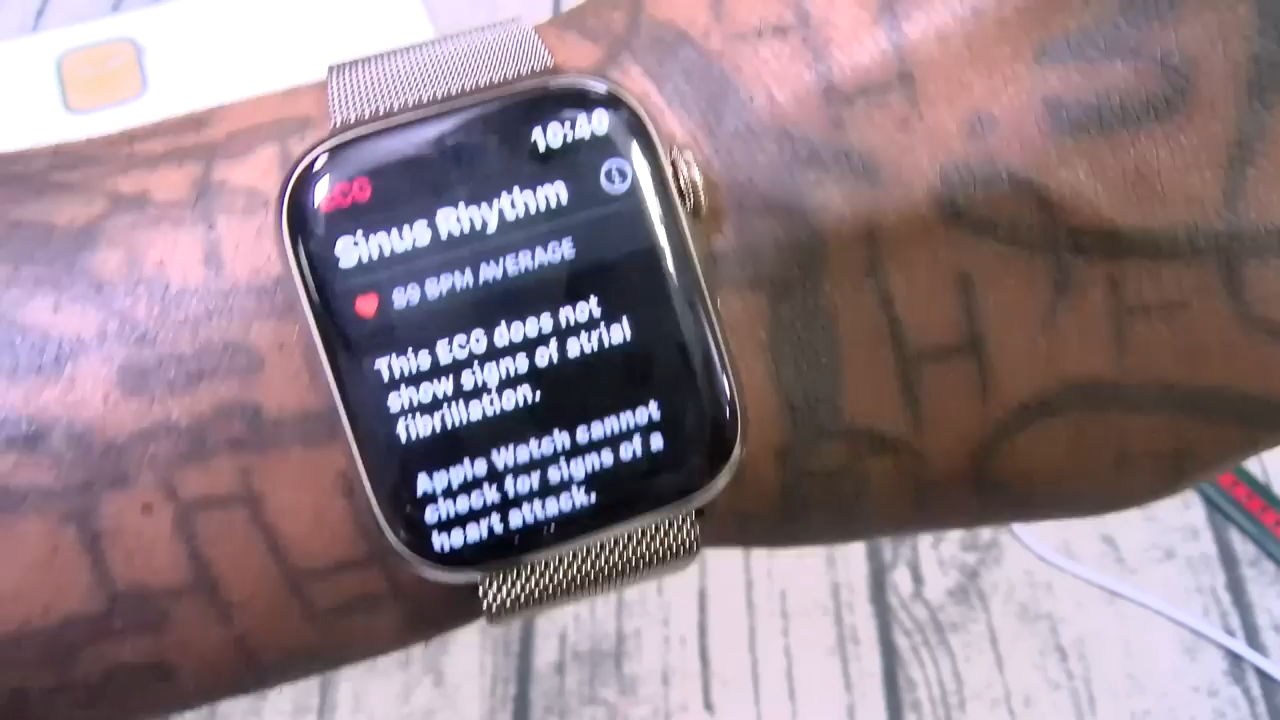 10:40
ECG
Sinus Rhythm
BPM AVERAGE
This ECG does not
show signs of atrial
fibrillation.
Apple Watch cannot
check for signs of a
heart attack.